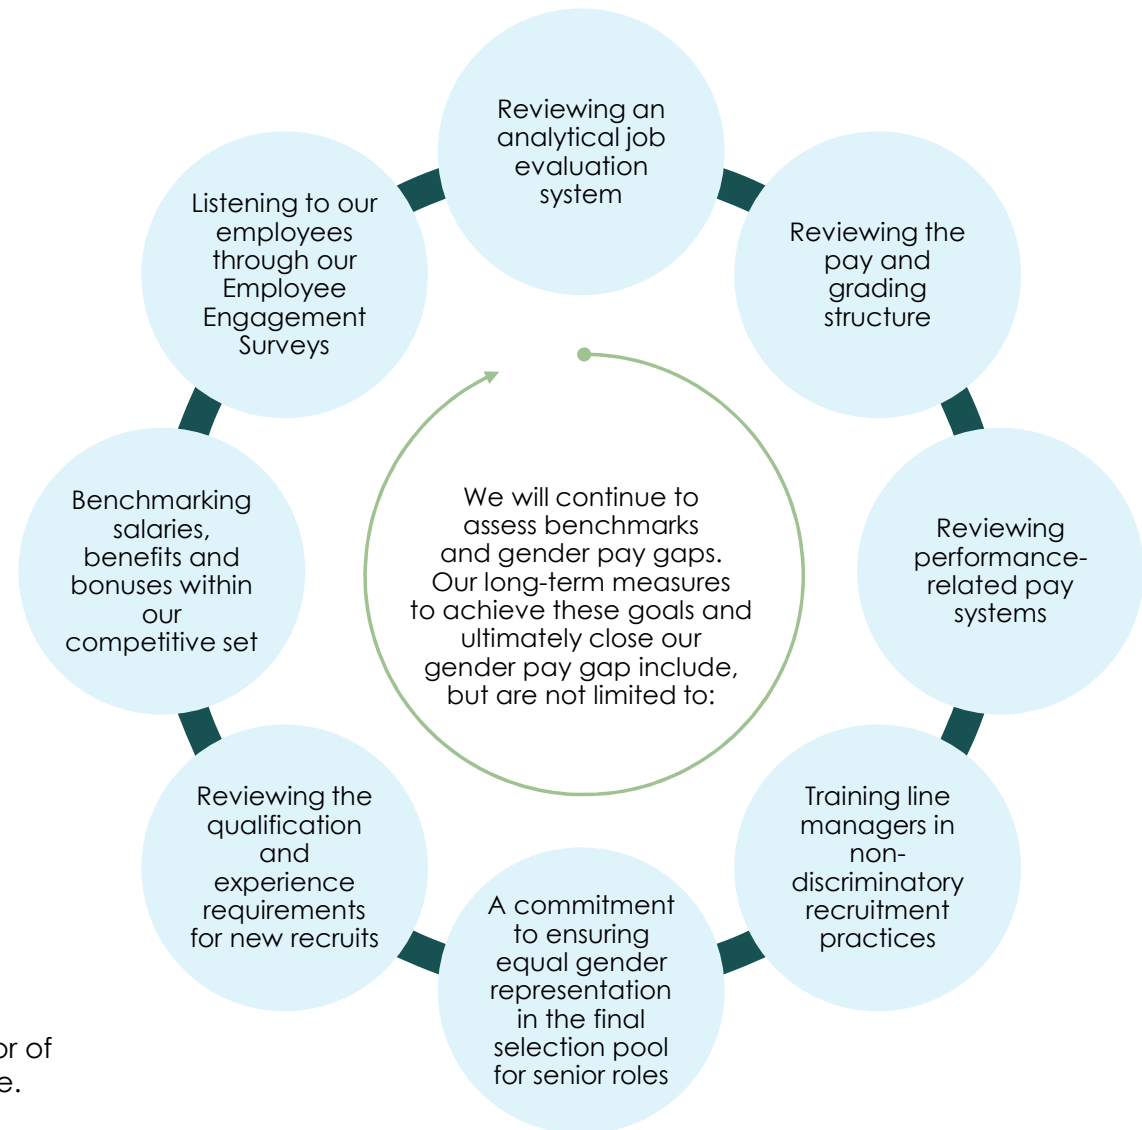 Reviewing an
analytical job
evaluation
system
Reviewing the
pay and
grading
structure
Reviewing
performance-
related pay
systems
Training line
managers in
non-
discriminatory
recruitment
practices
A commitment
to ensuring
equal gender
representation
in the final
selection pool
for senior roles
Reviewing the
qualification
and
experience
requirements
for new recruits
Benchmarking
salaries,
benefits and
bonuses within
our
competitive set
Listening to our
employees
through our
Employee
Engagement
Surveys
We will continue to
assess benchmarks
and gender pay gaps.
Our long-term measures
to achieve these goals and
ultimately close our
gender pay gap include,
but are not limited to:
of